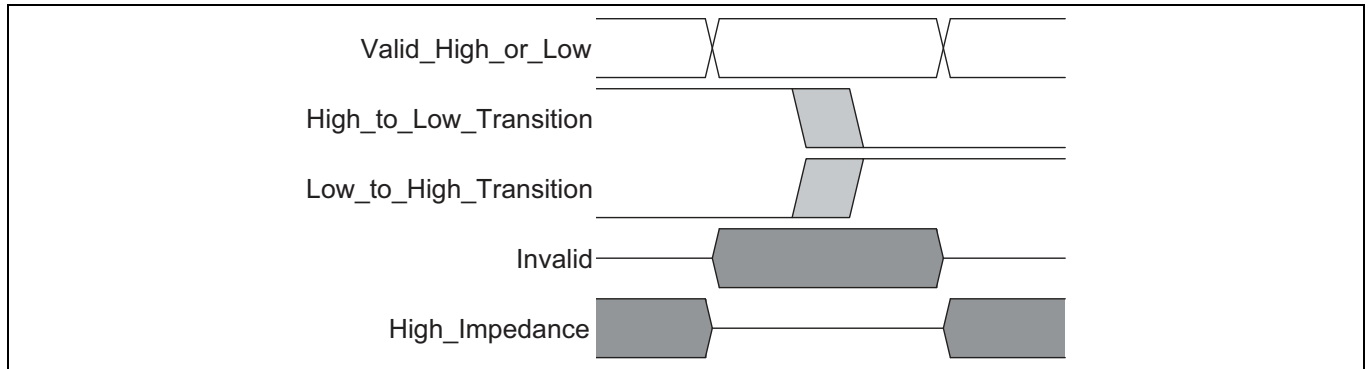 Valid_High_or_Low
High_to_Low_Transition
Low_to_High_Transition
Invalid
High_Impedance